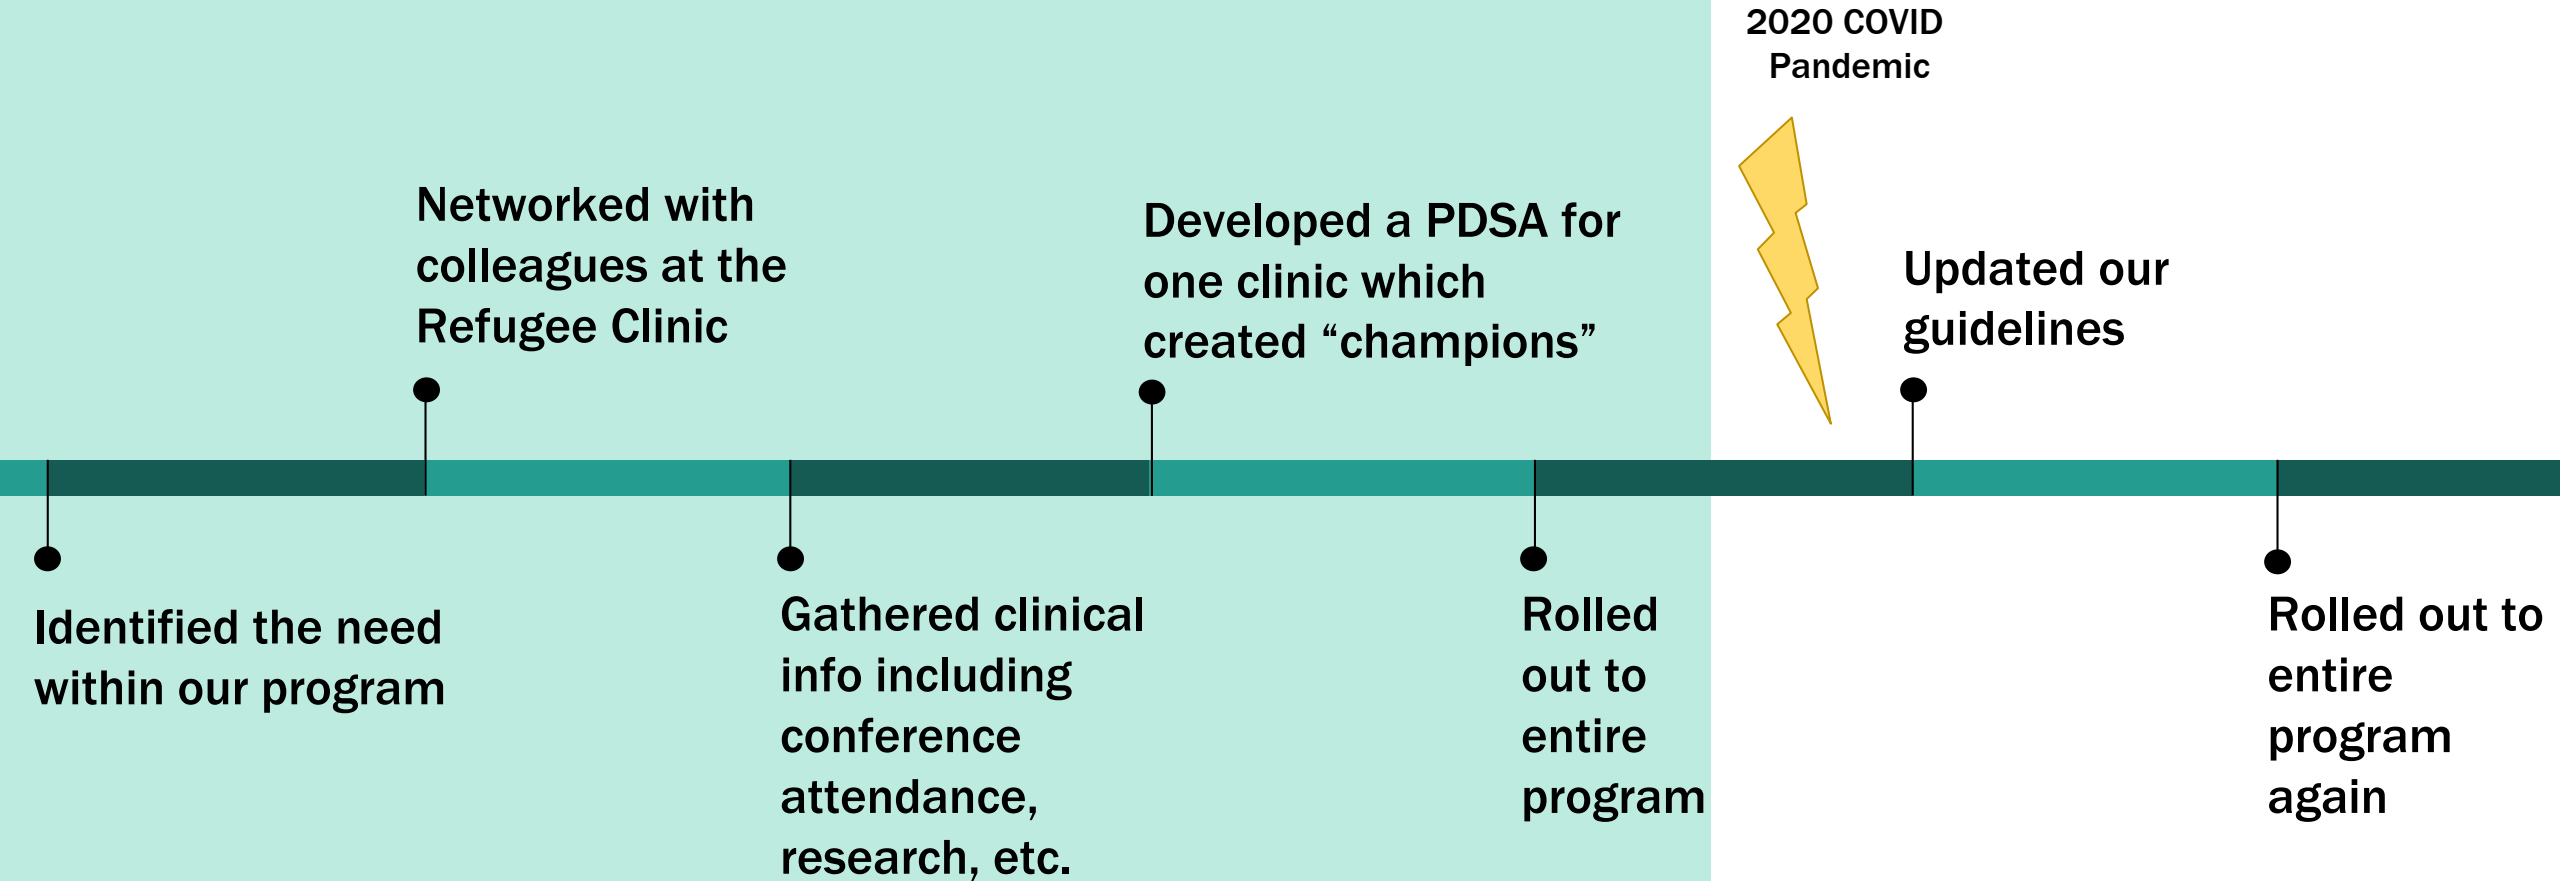 2020 COVID
Pandemic
Networked with
colleagues at the
Refugee Clinic
Developed a PDSA for
one clinic which
created “champions”
Updated our
guidelines
Identified the need
within our program
Gathered clinical
info including
conference
attendance,
research, etc.
Rolled
out to
entire
program
Rolled out to
entire
program
again